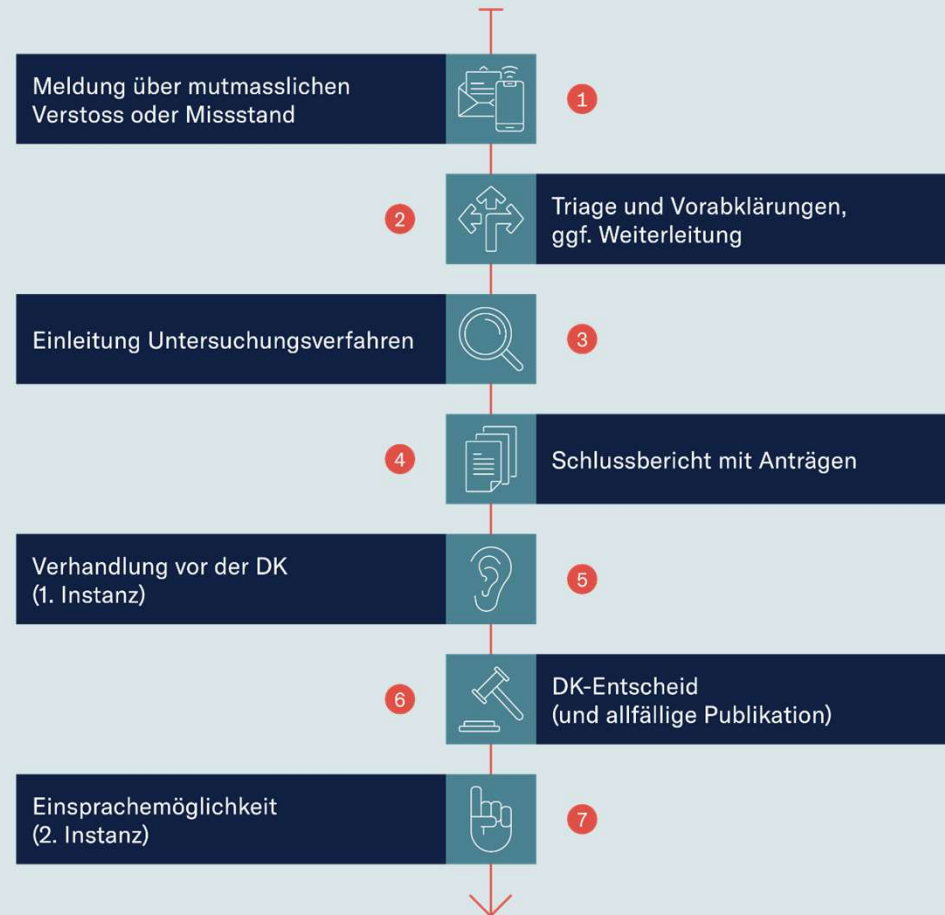 Meldung über mutmasslichen
Verstoss oder Missstand
1
2
Triage und Vorabklärungen,
ggf. Weiterleitung
Einleitung Untersuchungsverfahren
3
4
Schlussbericht mit Anträgen
Verhandlung vor der DK
(1. Instanz)
5
6
DK-Entscheid
(und allfällige Publikation)
Einsprachemöglichkeit
(2. Instanz)
7